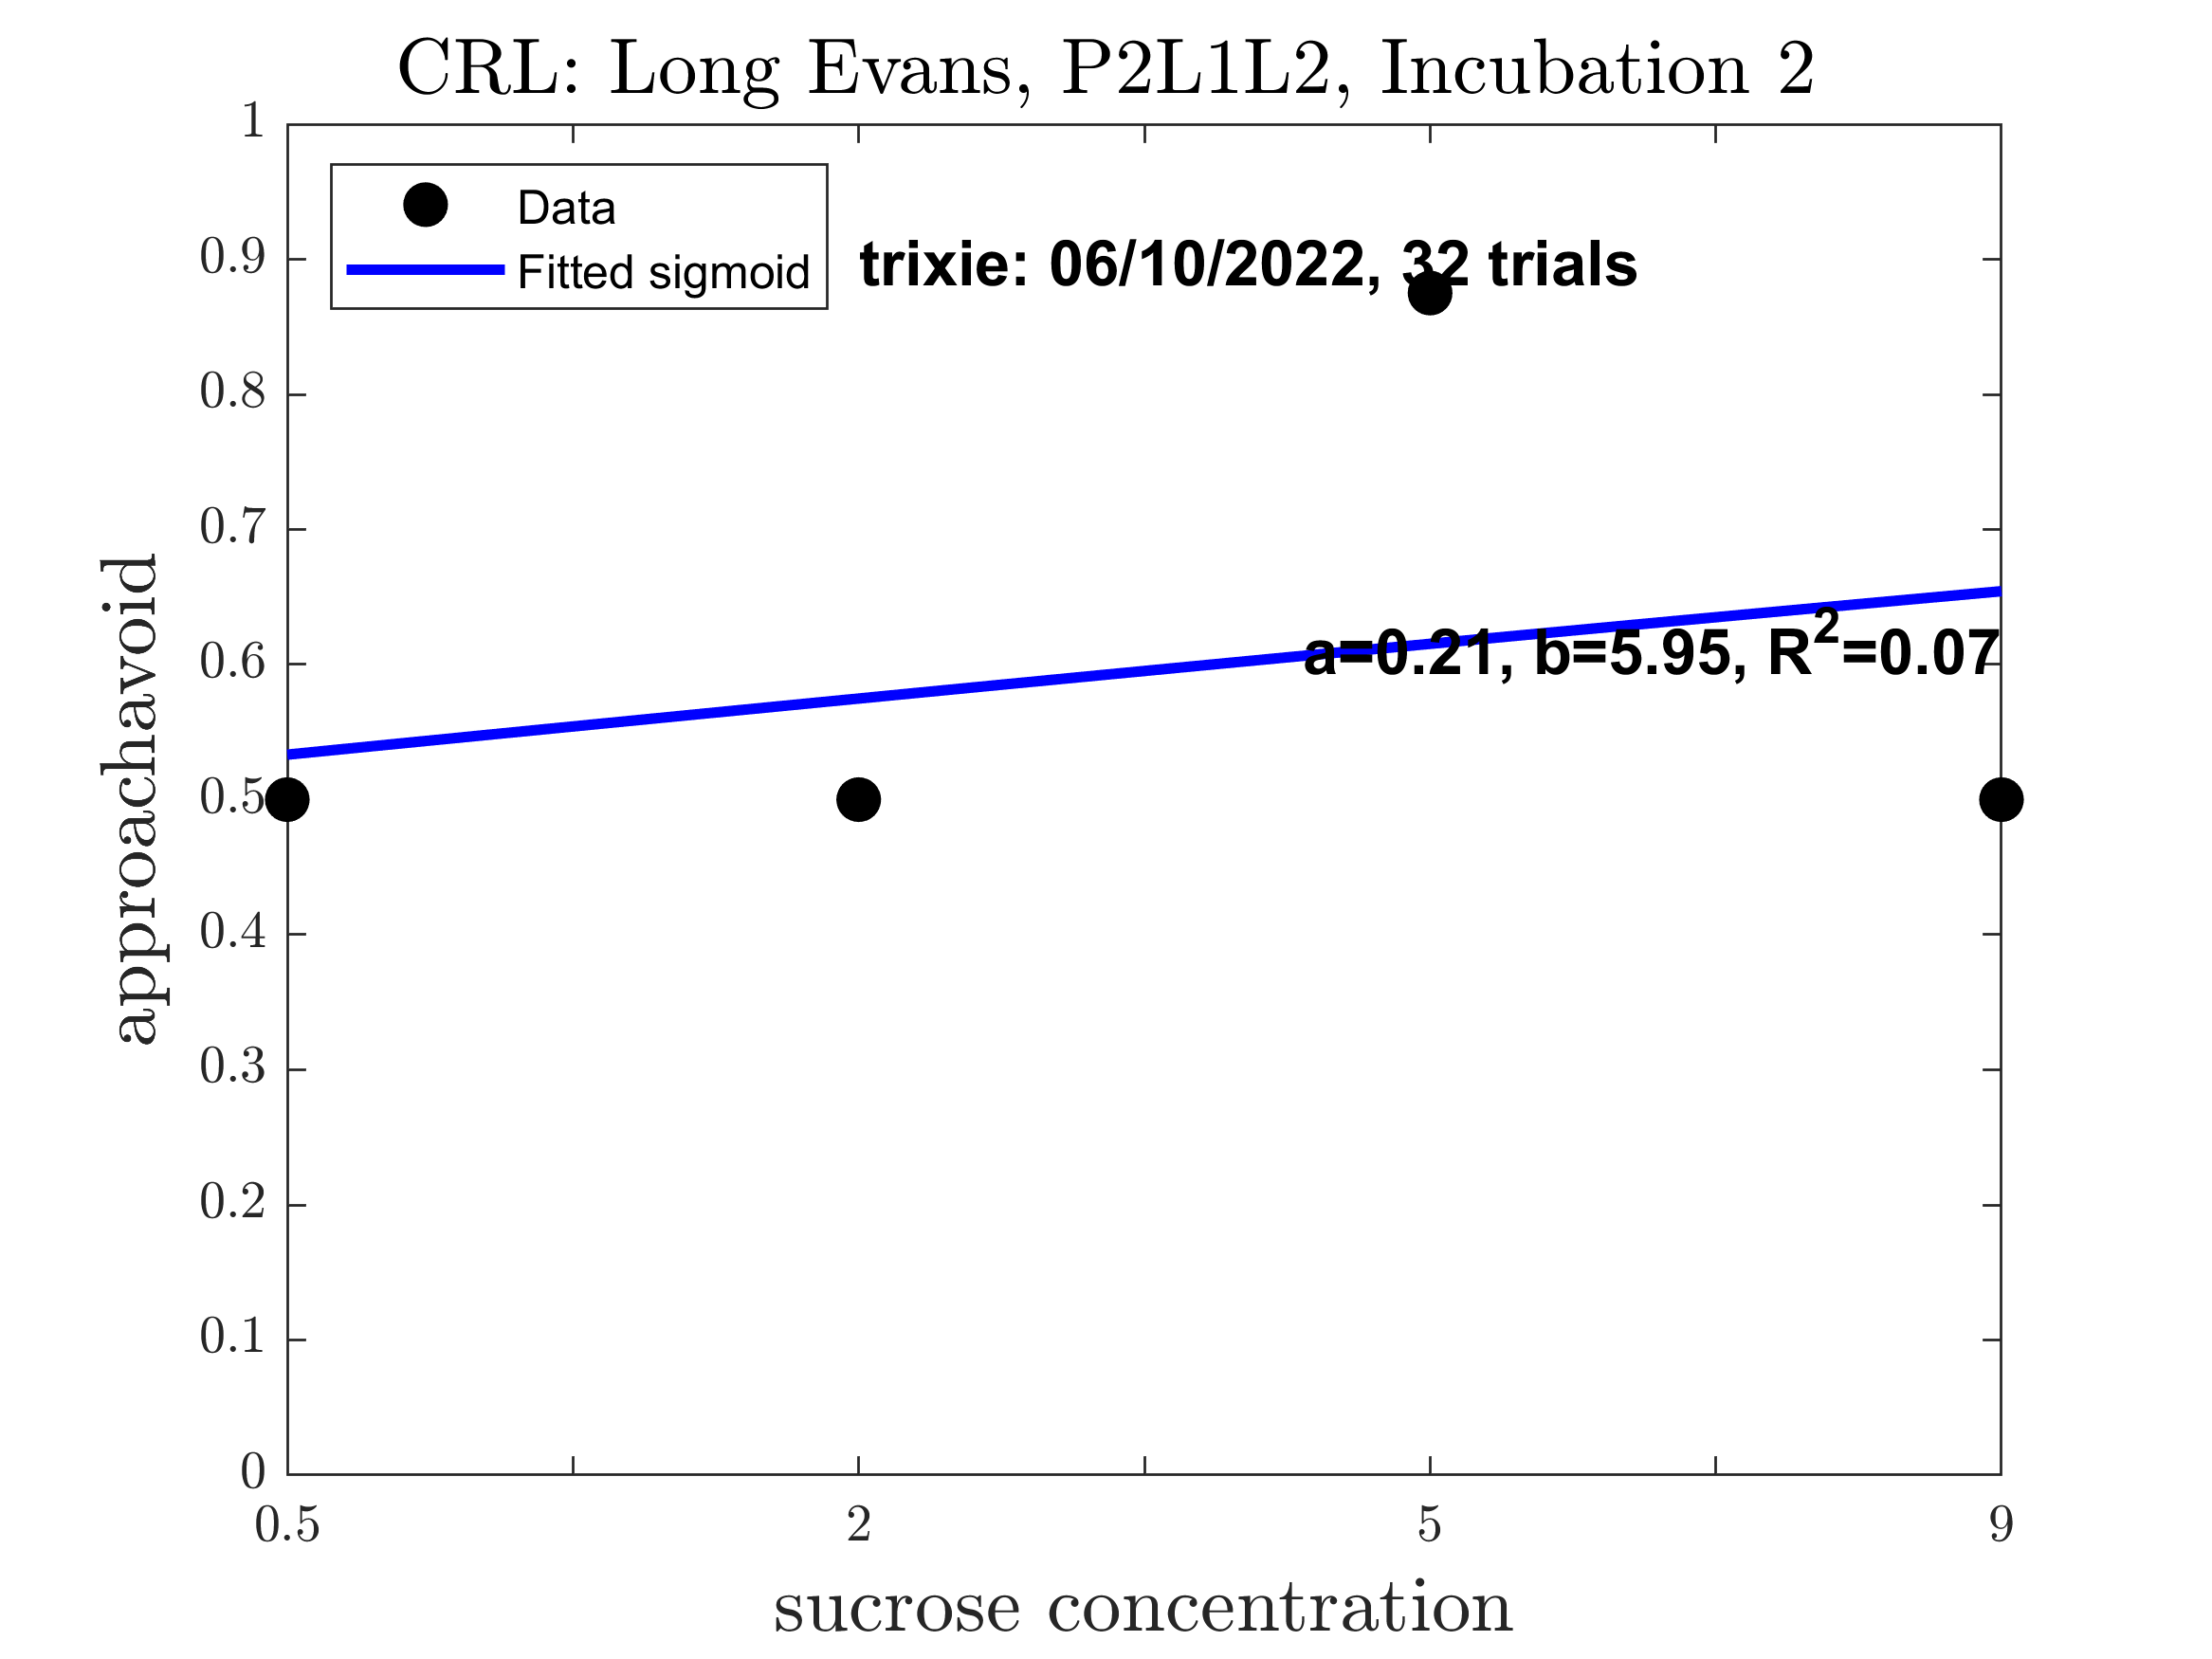 CRL: Long Evans, P2L1L2, Incubation 2
1
0.9
0.8
0.7
0.6
0.5
0.4
0.3
0.2
0.1
0
approachavoid
Data
Fitted sigmoid
trixie: 06/10/2022, 32 trials
a=0.21, b=5.95, R²=0.07
0.5 2 5 9
sucrose concentration